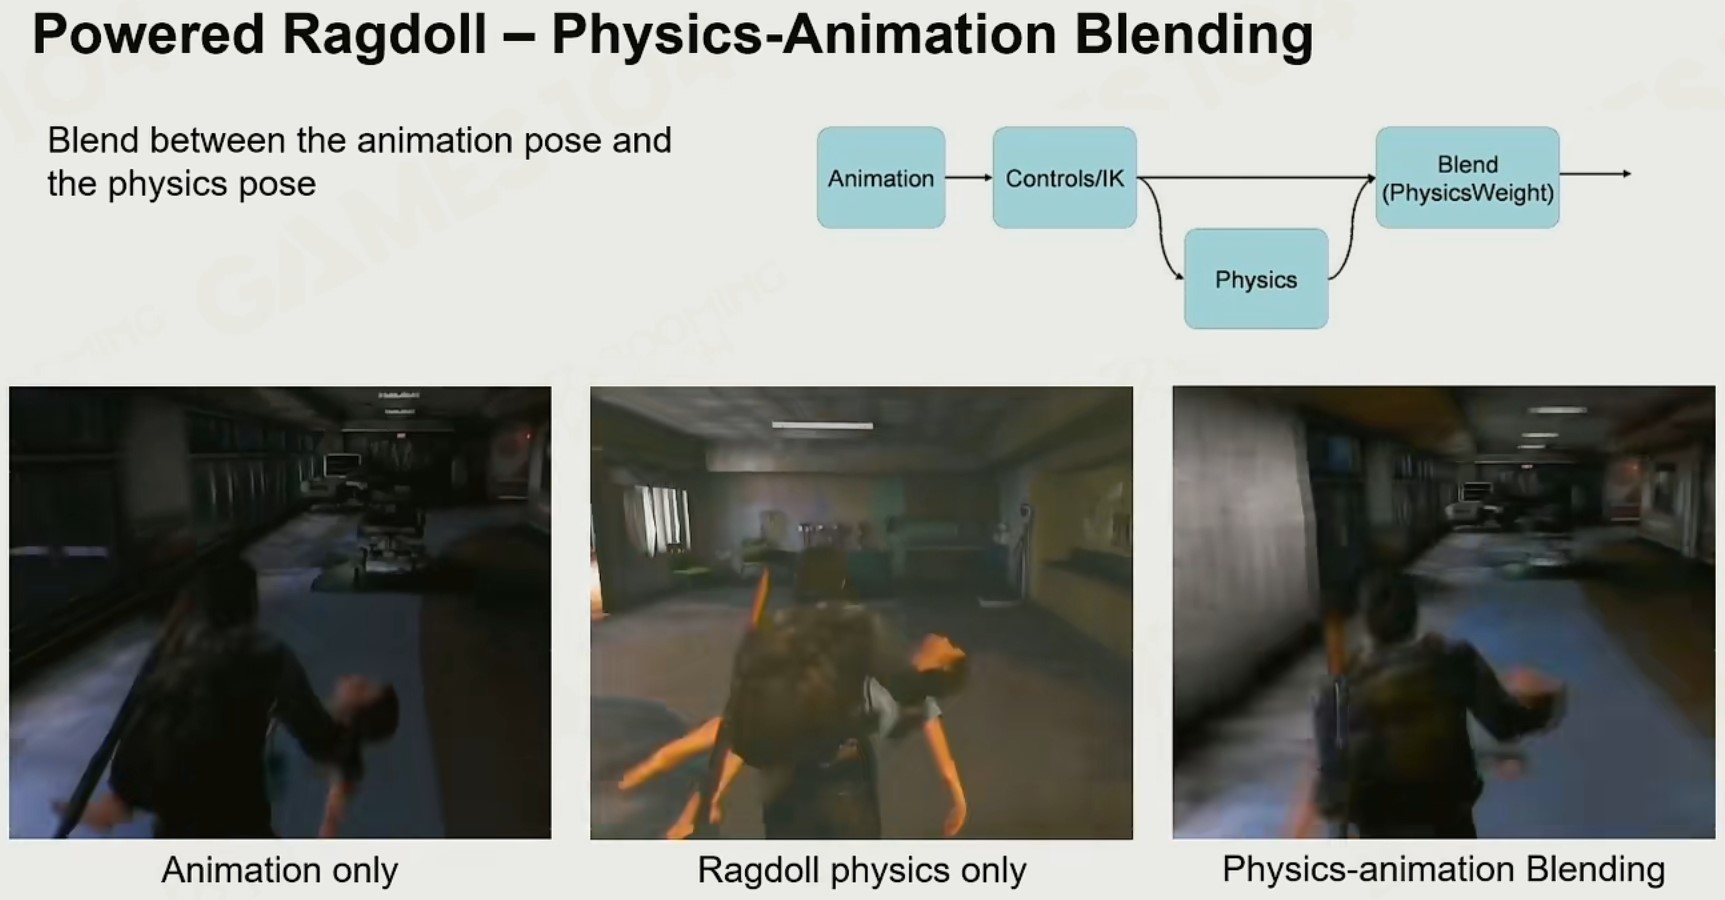 Powered Ragdoll – Physics-Animation Blending
Blend between the animation pose and
the physics pose
Animation
Controls/IK
Blend
(PhysicsWeight)
Physics
Animation only
Ragdoll physics only
Physics-animation Blending
GAMES104